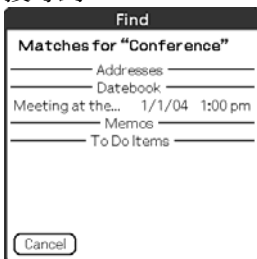 Find
Matches for “Conference”
Addresses
Datebook
Meeting at the... 1/1/04 1:00 pm
Memos
To Do Items
Cancel